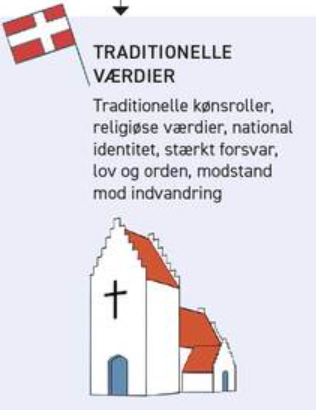 TRADITIONELLE
VÆRDIER
Traditionelle kønsroller,
religiøse værdier, national
identitet, stærkt forsvar,
lov og orden, modstand
mod indvandring